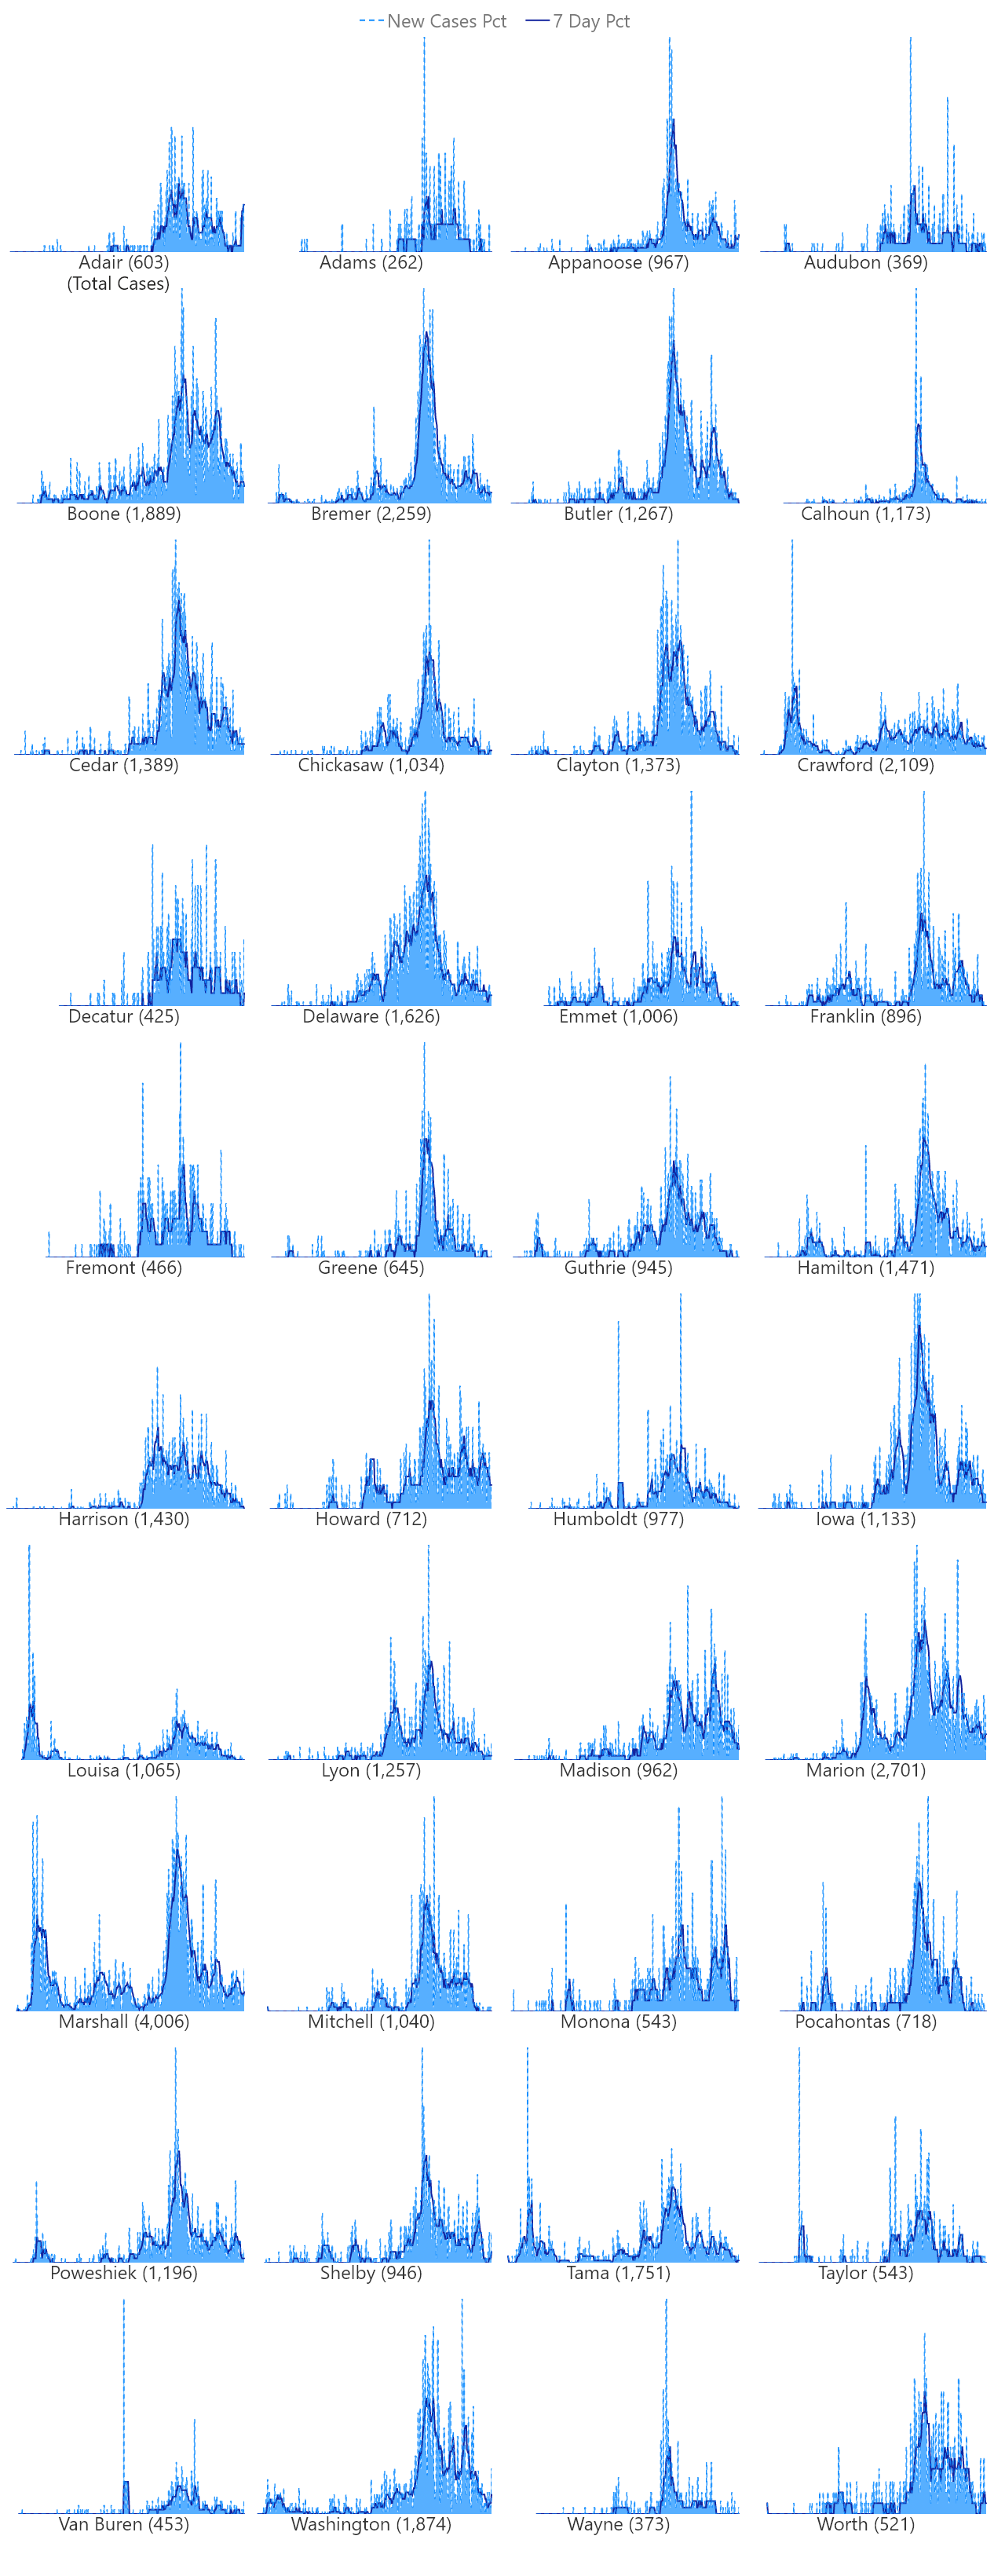 New Cases Pct 7 Day Pct
Adair (603) Adams (262) Appanoose (967) Audubon (369)
(Total Cases)
Boone (1,889) Bremer (2,259) Butler (1,267) Calhoun (1,173)
Cedar (1,389) Chickasaw (1,034) Clayton (1,373) Crawford (2,109)
Decatur (425) Delaware (1,626) Emmet (1,006) Franklin (896)
Fremont (466) Greene (645) Guthrie (945) Hamilton (1,471)
Harrison (1,430) Howard (712) Humboldt (977) Iowa (1,133)
Louisa (1,065) Lyon (1,257) Madison (962) Marion (2,701)
Marshall (4,006) Mitchell (1,040) Monona (543) Pocahontas (718)
Poweshiek (1,196) Shelby (946) Tama (1,751) Taylor (543)
Van Buren (453) Washington (1,874) Wayne (373) Worth (521)